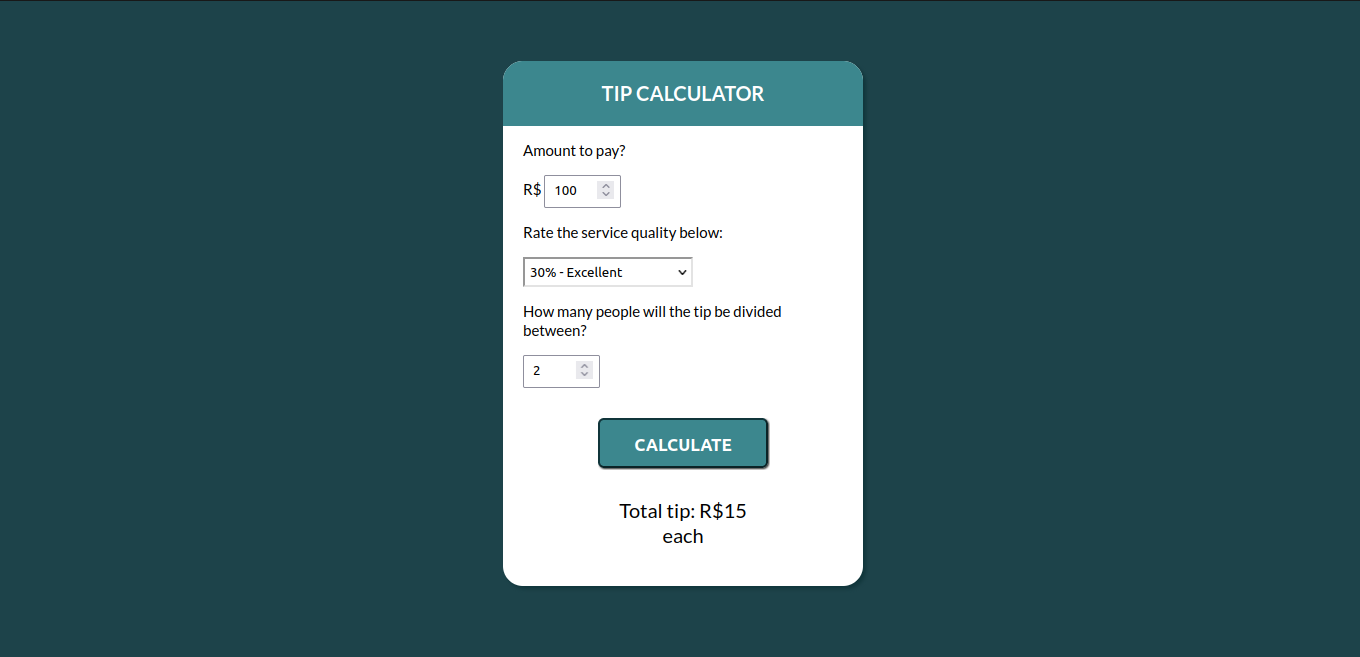 TIP CALCULATOR
Amount to pay?
R$ 100
Rate the service quality below:
30% - Excellent
How many people will the tip be divided
between?
2
CALCULATE
Total tip: R$15
each